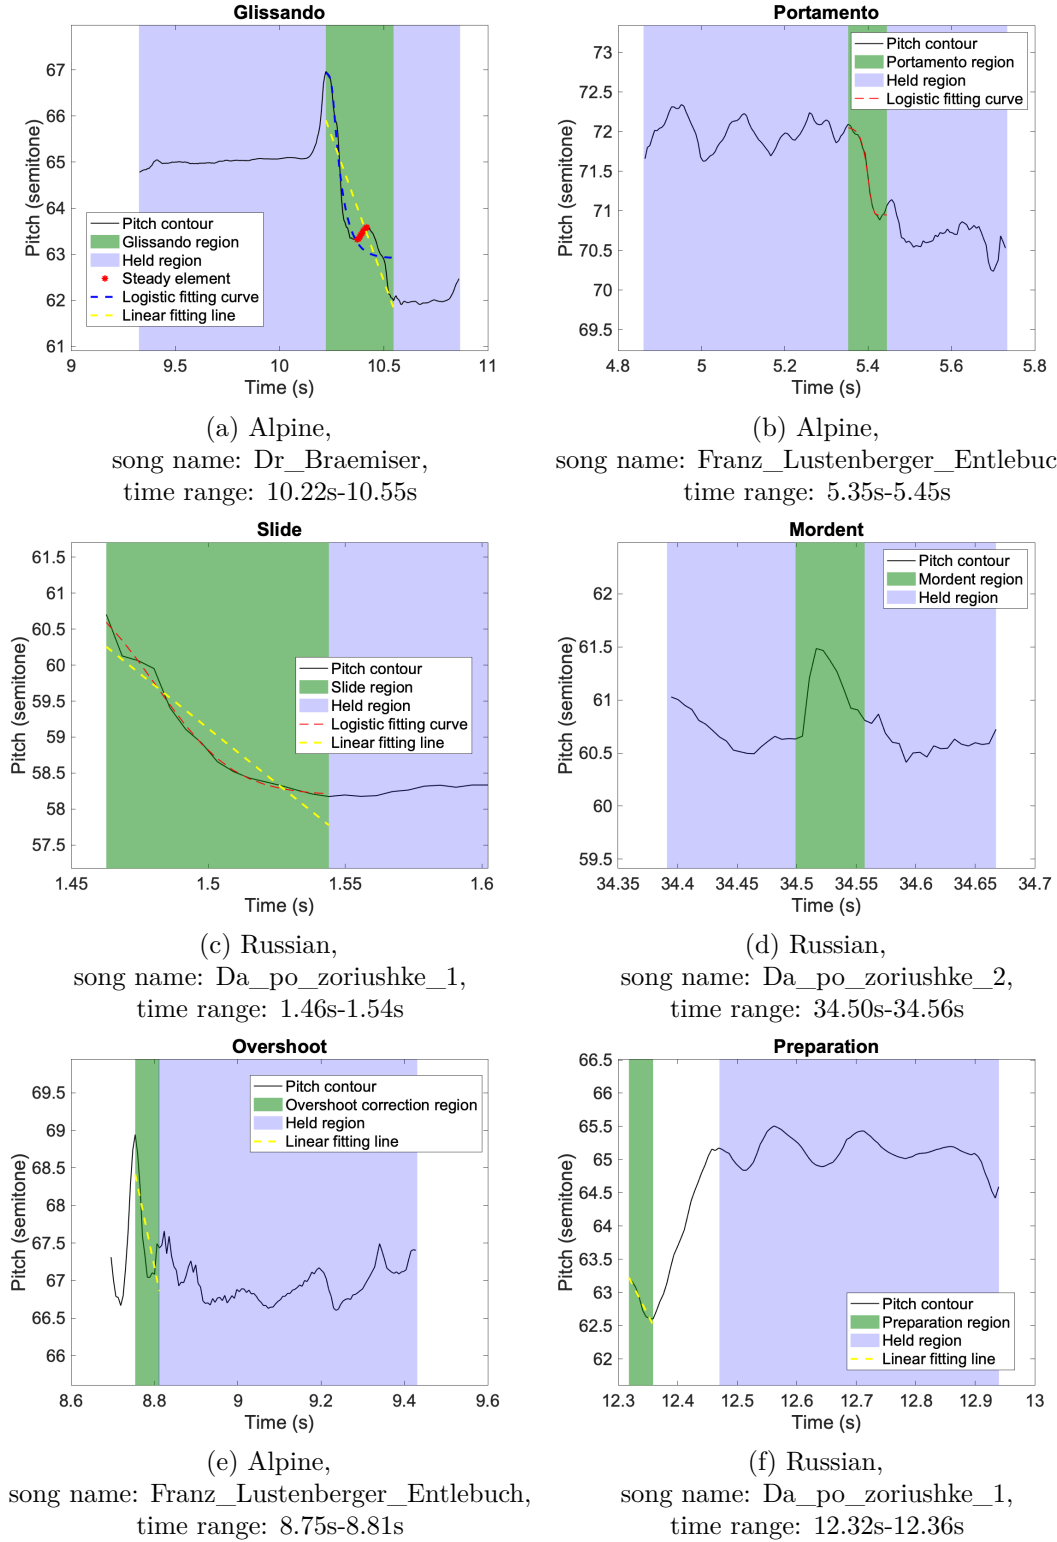 Glissando
67
66
65
64
63
62
61
Pitch (semitone)
Pitch contour
Glissando region
Held region
Steady element
Logistic fitting curve
Linear fitting line
9
9.5
10
10.5
11
Time (s)
(a) Alpine,
song name: Dr_Braemiser,
time range: 10.22s-10.55s
Portamento
73
72.5
72
71.5
71
70.5
70
69.5
Pitch (semitone)
Pitch contour
Portamento region
Held region
Logistic fitting curve
4.8
5
5.2
5.4
5.6
5.8
Time (s)
(b) Alpine,
song name: Franz_Lustenberger_Entlebuc
time range: 5.35s-5.45s
Slide
61.5
61
60.5
60
59.5
59
58.5
58
57.5
Pitch (semitone)
Pitch contour
Slide region
Held region
Logistic fitting curve
Linear fitting line
1.45
1.5
1.55
1.6
Time (s)
(c) Russian,
song name: Da_po_zoriushke_1,
time range: 1.46s-1.54s
Mordent
62
61.5
61
60.5
60
59.5
Pitch (semitone)
Pitch contour
Mordent region
Held region
34.35
34.4
34.45
34.5
34.55
34.6
34.65
34.7
Time (s)
(d) Russian,
song name: Da_po_zoriushke_2,
time range: 34.50s-34.56s
Overshoot
69.5
69
68.5
68
67.5
67
66.5
66
Pitch (semitone)
Pitch contour
Overshoot correction region
Held region
Linear fitting line
8.6
8.8
9
9.2
9.4
9.6
Time (s)
(e) Alpine,
song name: Franz_Lustenberger_Entlebuch,
time range: 8.75s-8.81s
Preparation
66.5
66
65.5
65
64.5
64
63.5
63
62.5
62
Pitch (semitone)
Pitch contour
Preparation region
Held region
Linear fitting line
12.3
12.4
12.5
12.6
12.7
12.8
12.9
13
Time (s)
(f) Russian,
song name: Da_po_zoriushke_1,
time range: 12.32s-12.36s